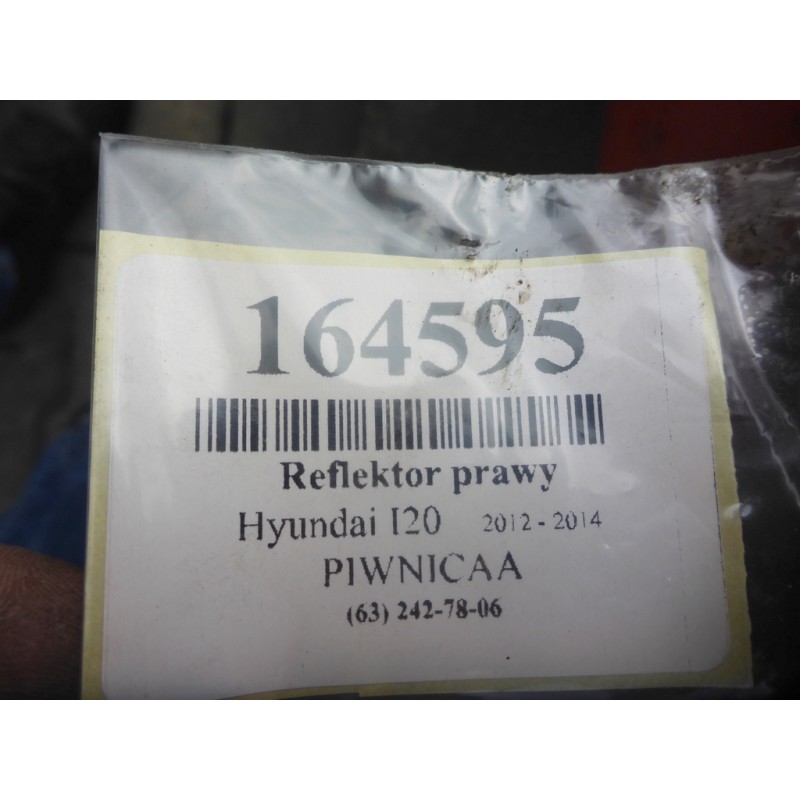 164595
Reflektor prawy
Hyundai I20 2012 - 2014
PIWNICAA
(63) 242-78-06